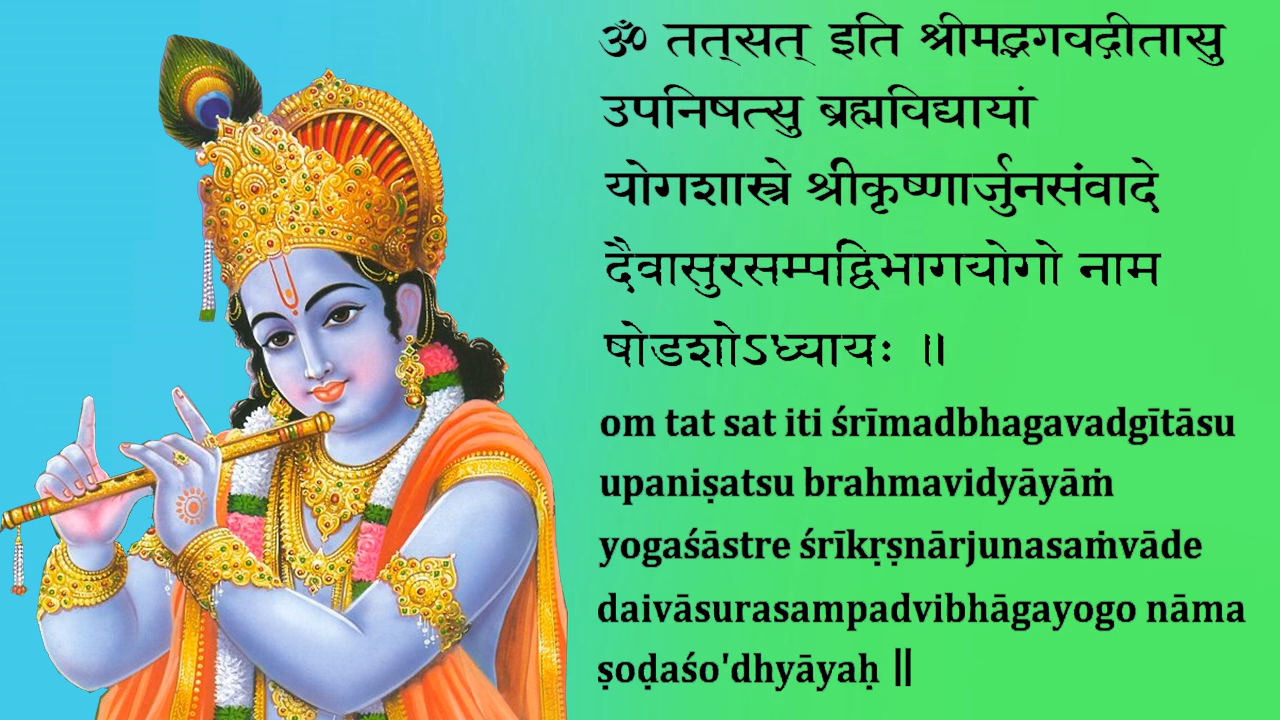 ॐ तत्सत् इति श्रीमद्भगवद्गीतासु
उपनिषत्सु ब्रह्मविद्यायां
योगशास्त्रे श्रीकृष्णार्जुनसंवादे
दैवासुरसम्पद्विभागयोगो नाम
षोडशोऽध्यायः ॥
om tat sat iti śrīmadbhagavadgītāsu
upaniṣatsu brahmavidyāyāṁ
yogaśāstre śrīkṛṣnārjunasaṁvāde
daivāsurasampadvibhāgayogo nāma
ṣoḍaśo'dhyāyaḥ ||